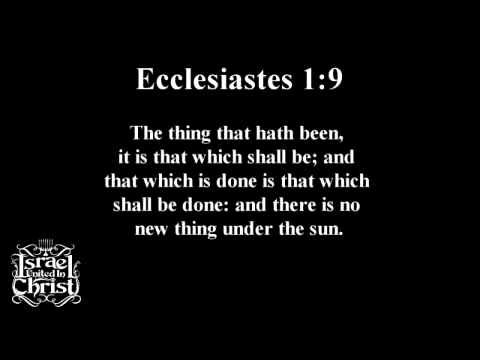 Ecclesiastes 1:9
The thing that hath been,
it is that which shall be; and
that which is done is that which
shall be done: and there is no
new thing under the sun.
Israel
United In
Christ